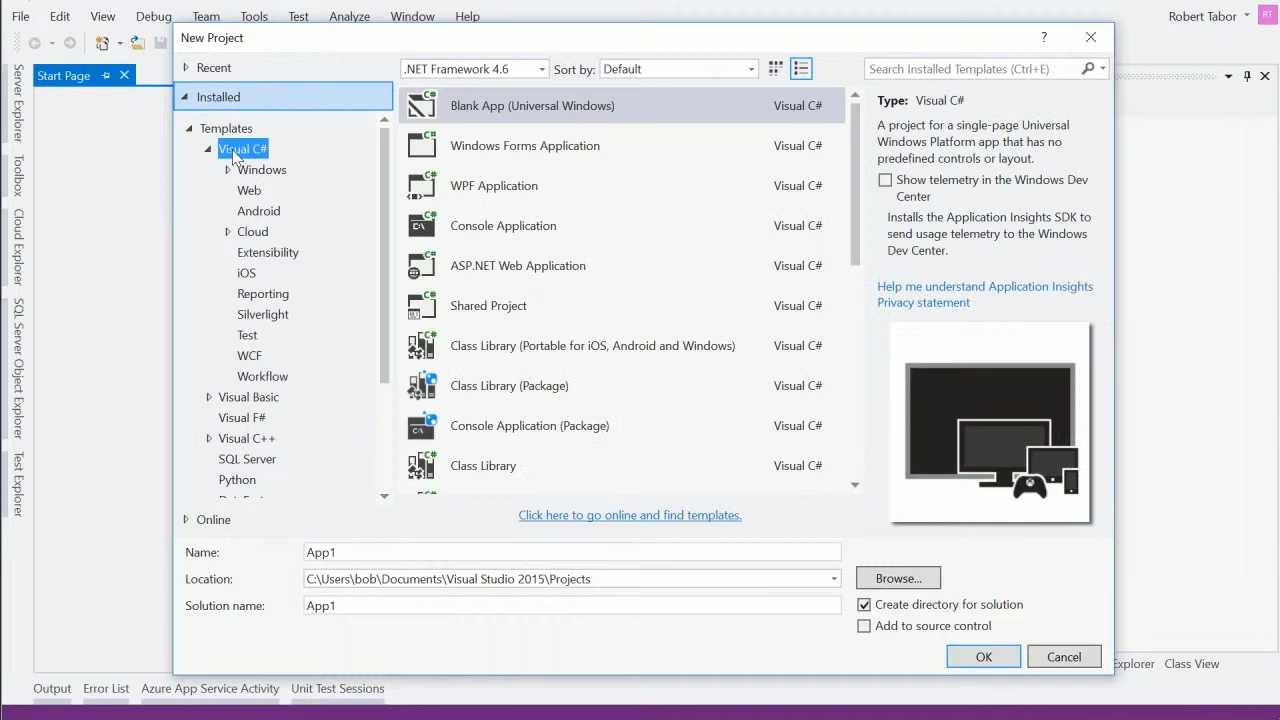 File Edit View Debug Team Tools Test Analyze Window Help
Robert Tabor RT
Start Page
Server Explorer
Toolbox
Cloud Explorer
SQL Server Object Explorer
Test Explorer
New Project
?
Recent
Installed
Templates
Visual C#
Windows
Web
Android
Cloud
Extensibility
iOS
Reporting
Silverlight
Test
WCF
Workflow
Visual Basic
Visual F#
Visual C++
SQL Server
Python
Online
.NET Framework 4.6 Sort by: Default
Blank App (Universal Windows) Visual C#
Windows Forms Application Visual C#
WPF Application Visual C#
Console Application Visual C#
ASP.NET Web Application Visual C#
Shared Project Visual C#
Class Library (Portable for iOS, Android and Windows) Visual C#
Class Library (Package) Visual C#
Console Application (Package) Visual C#
Class Library Visual C#
Click here to go online and find templates.
Search Installed Templates (Ctrl+E)
Type: Visual C#
A project for a single-page Universal
Windows Platform app that has no
predefined controls or layout.
Show telemetry in the Windows Dev
Center
Installs the Application Insights SDK to
send usage telemetry to the Windows
Dev Center.
Help me understand Application Insights
Privacy statement
Name: App1
Location: C:\Users\bob\Documents\Visual Studio 2015\Projects
Browse...
Solution name: App1
Create directory for solution
Add to source control
OK Cancel
Explorer Class View
Output Error List Azure App Service Activity Unit Test Sessions